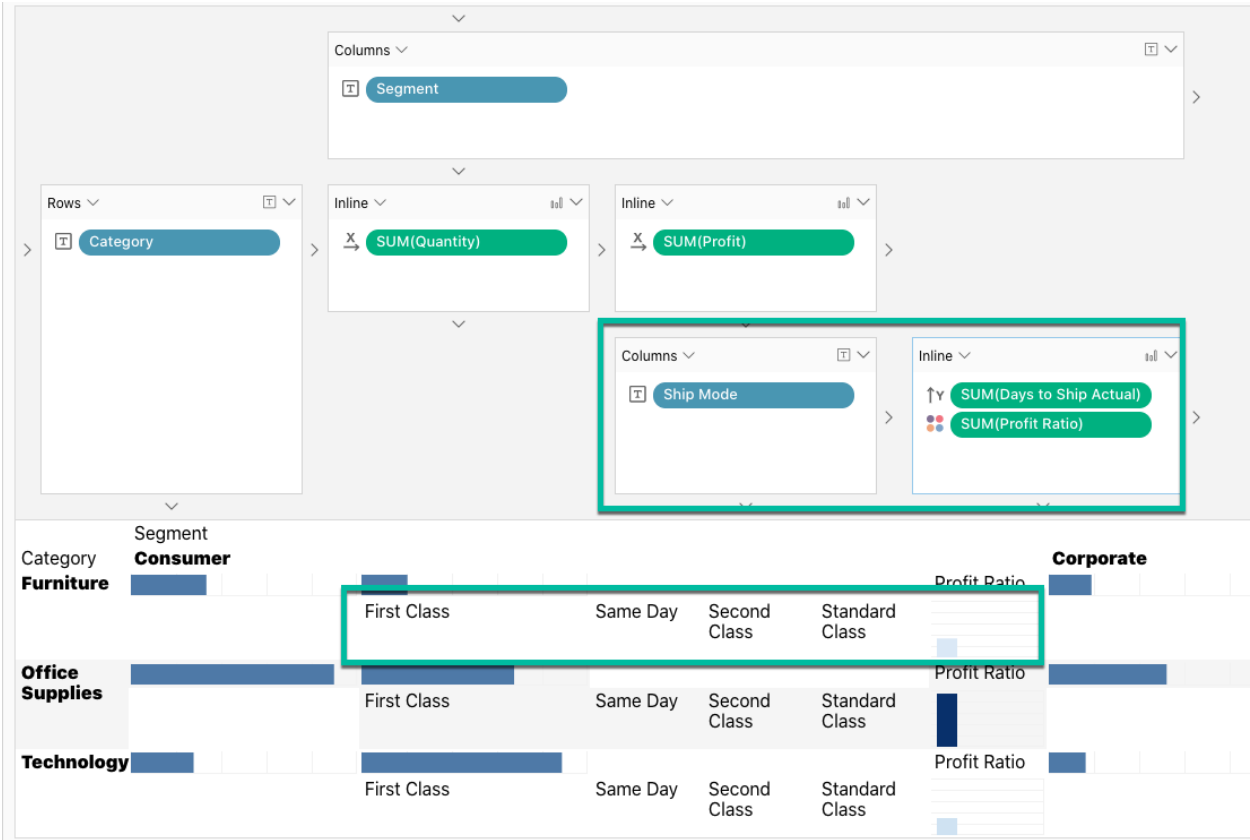 Columns
T
T Segment
Rows T
Inline
Inline
T Category
X SUM(Quantity)
X SUM(Profit)
Columns T
Inline
T Ship Mode
Y SUM(Days to Ship Actual)
SUM(Profit Ratio)
Segment
Category Consumer Corporate
Furniture Profit Ratio
First Class Same Day Second Class Standard Class
Office Supplies Profit Ratio
First Class Same Day Second Class Standard Class
Technology Profit Ratio
First Class Same Day Second Class Standard Class